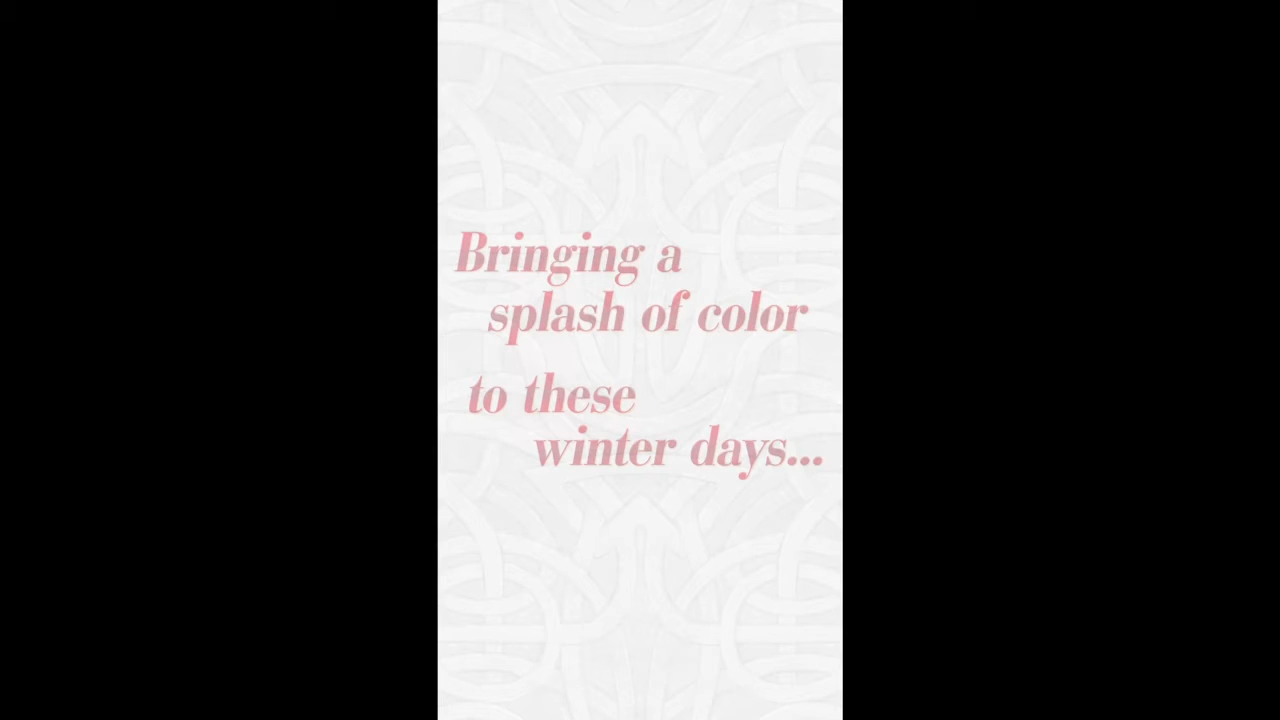 Bringing a
splash of color
to these
winter days...